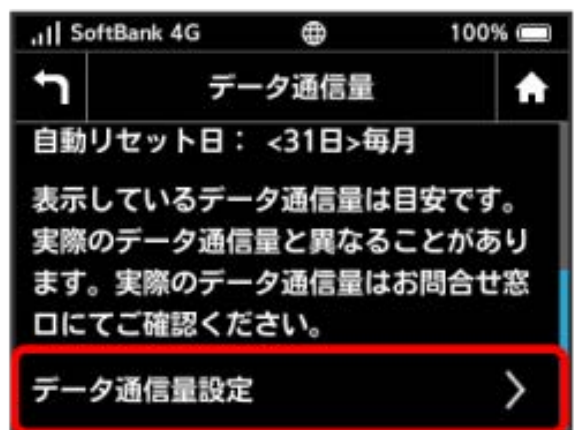 SoftBank 4G 100%
データ通信量
自動リセット日： <31日>毎月
表示しているデータ通信量は目安です。
実際のデータ通信量と異なることがあり
ます。実際のデータ通信量はお問合せ窓
口にてご確認ください。
データ通信量設定